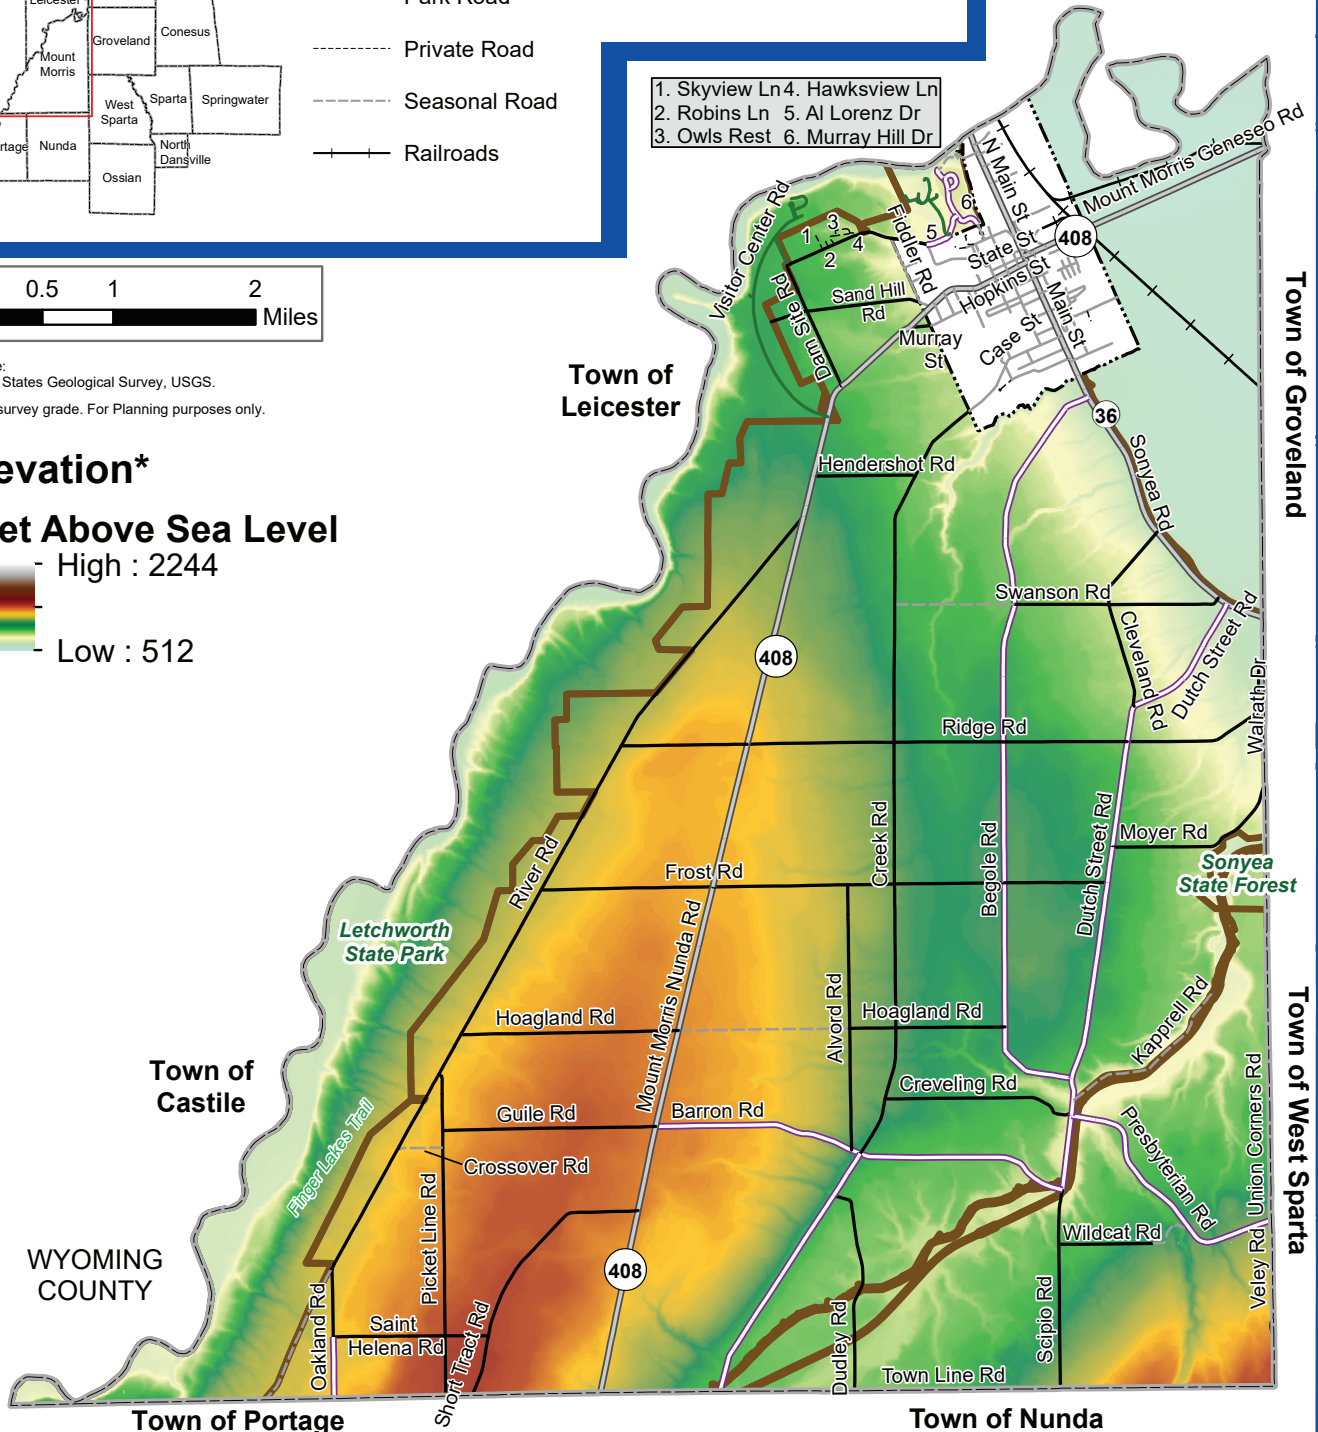 Leicester
Groveland
Conesus
Mount
Morris
West
Sparta
Sparta
Springwater
rtage
Nunda
North
Dansville
Ossian
Park Road
Private Road
Seasonal Road
Railroads
1. Skyview Ln 4. Hawksview Ln
2. Robins Ln 5. Al Lorenz Dr
3. Owls Rest 6. Murray Hill Dr
0.5 1 2
Miles
e:
States Geological Survey, USGS.
survey grade. For Planning purposes only.
evation*
et Above Sea Level
High : 2244
Low : 512
Mount Morris Geneseo Rd
N Main St
408
State St
Hopkins St
Main St
Case St
Murray
St
Fiddler Rd
6
5
3
1
4
2
Visitor Center Rd
Dam Site Rd
Sand Hill
Rd
Town of
Leicester
Town of Groveland
36
Sonyea Rd
Hendershot Rd
Swanson Rd
Cleveland Rd
Dutch Street Rd
Walrath Dr
408
Ridge Rd
Creek Rd
Begole Rd
Dutch Street Rd
Moyer Rd
Sonyea
State Forest
River Rd
Frost Rd
Letchworth
State Park
Mount Morris Nunda Rd
Alvord Rd
Hoagland Rd
Hoagland Rd
Kapprell Rd
Town of West Sparta
Town of
Castile
Creveling Rd
Guile Rd
Barron Rd
Presbyterian Rd
Union Corners Rd
Finger Lakes Trail
Crossover Rd
Picket Line Rd
Wildcat Rd
Veley Rd
WYOMING
COUNTY
408
Oakland Rd
Saint
Helena Rd
Short Tract Rd
Dudley Rd
Scipio Rd
Town Line Rd
Town of Portage
Town of Nunda